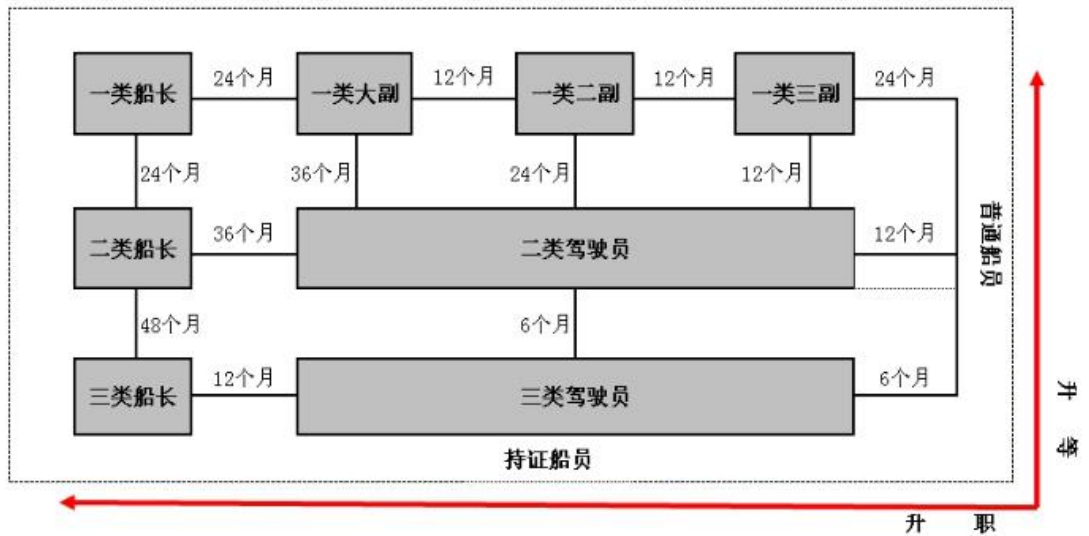 一类船长
24个月
一类大副
12个月
一类二副
12个月
一类三副
24个月
24个月
36个月
24个月
12个月
二类船长
36个月
二类驾驶员
12个月
普通船员
48个月
6个月
三类船长
12个月
三类驾驶员
6个月
持证船员
升等
升职